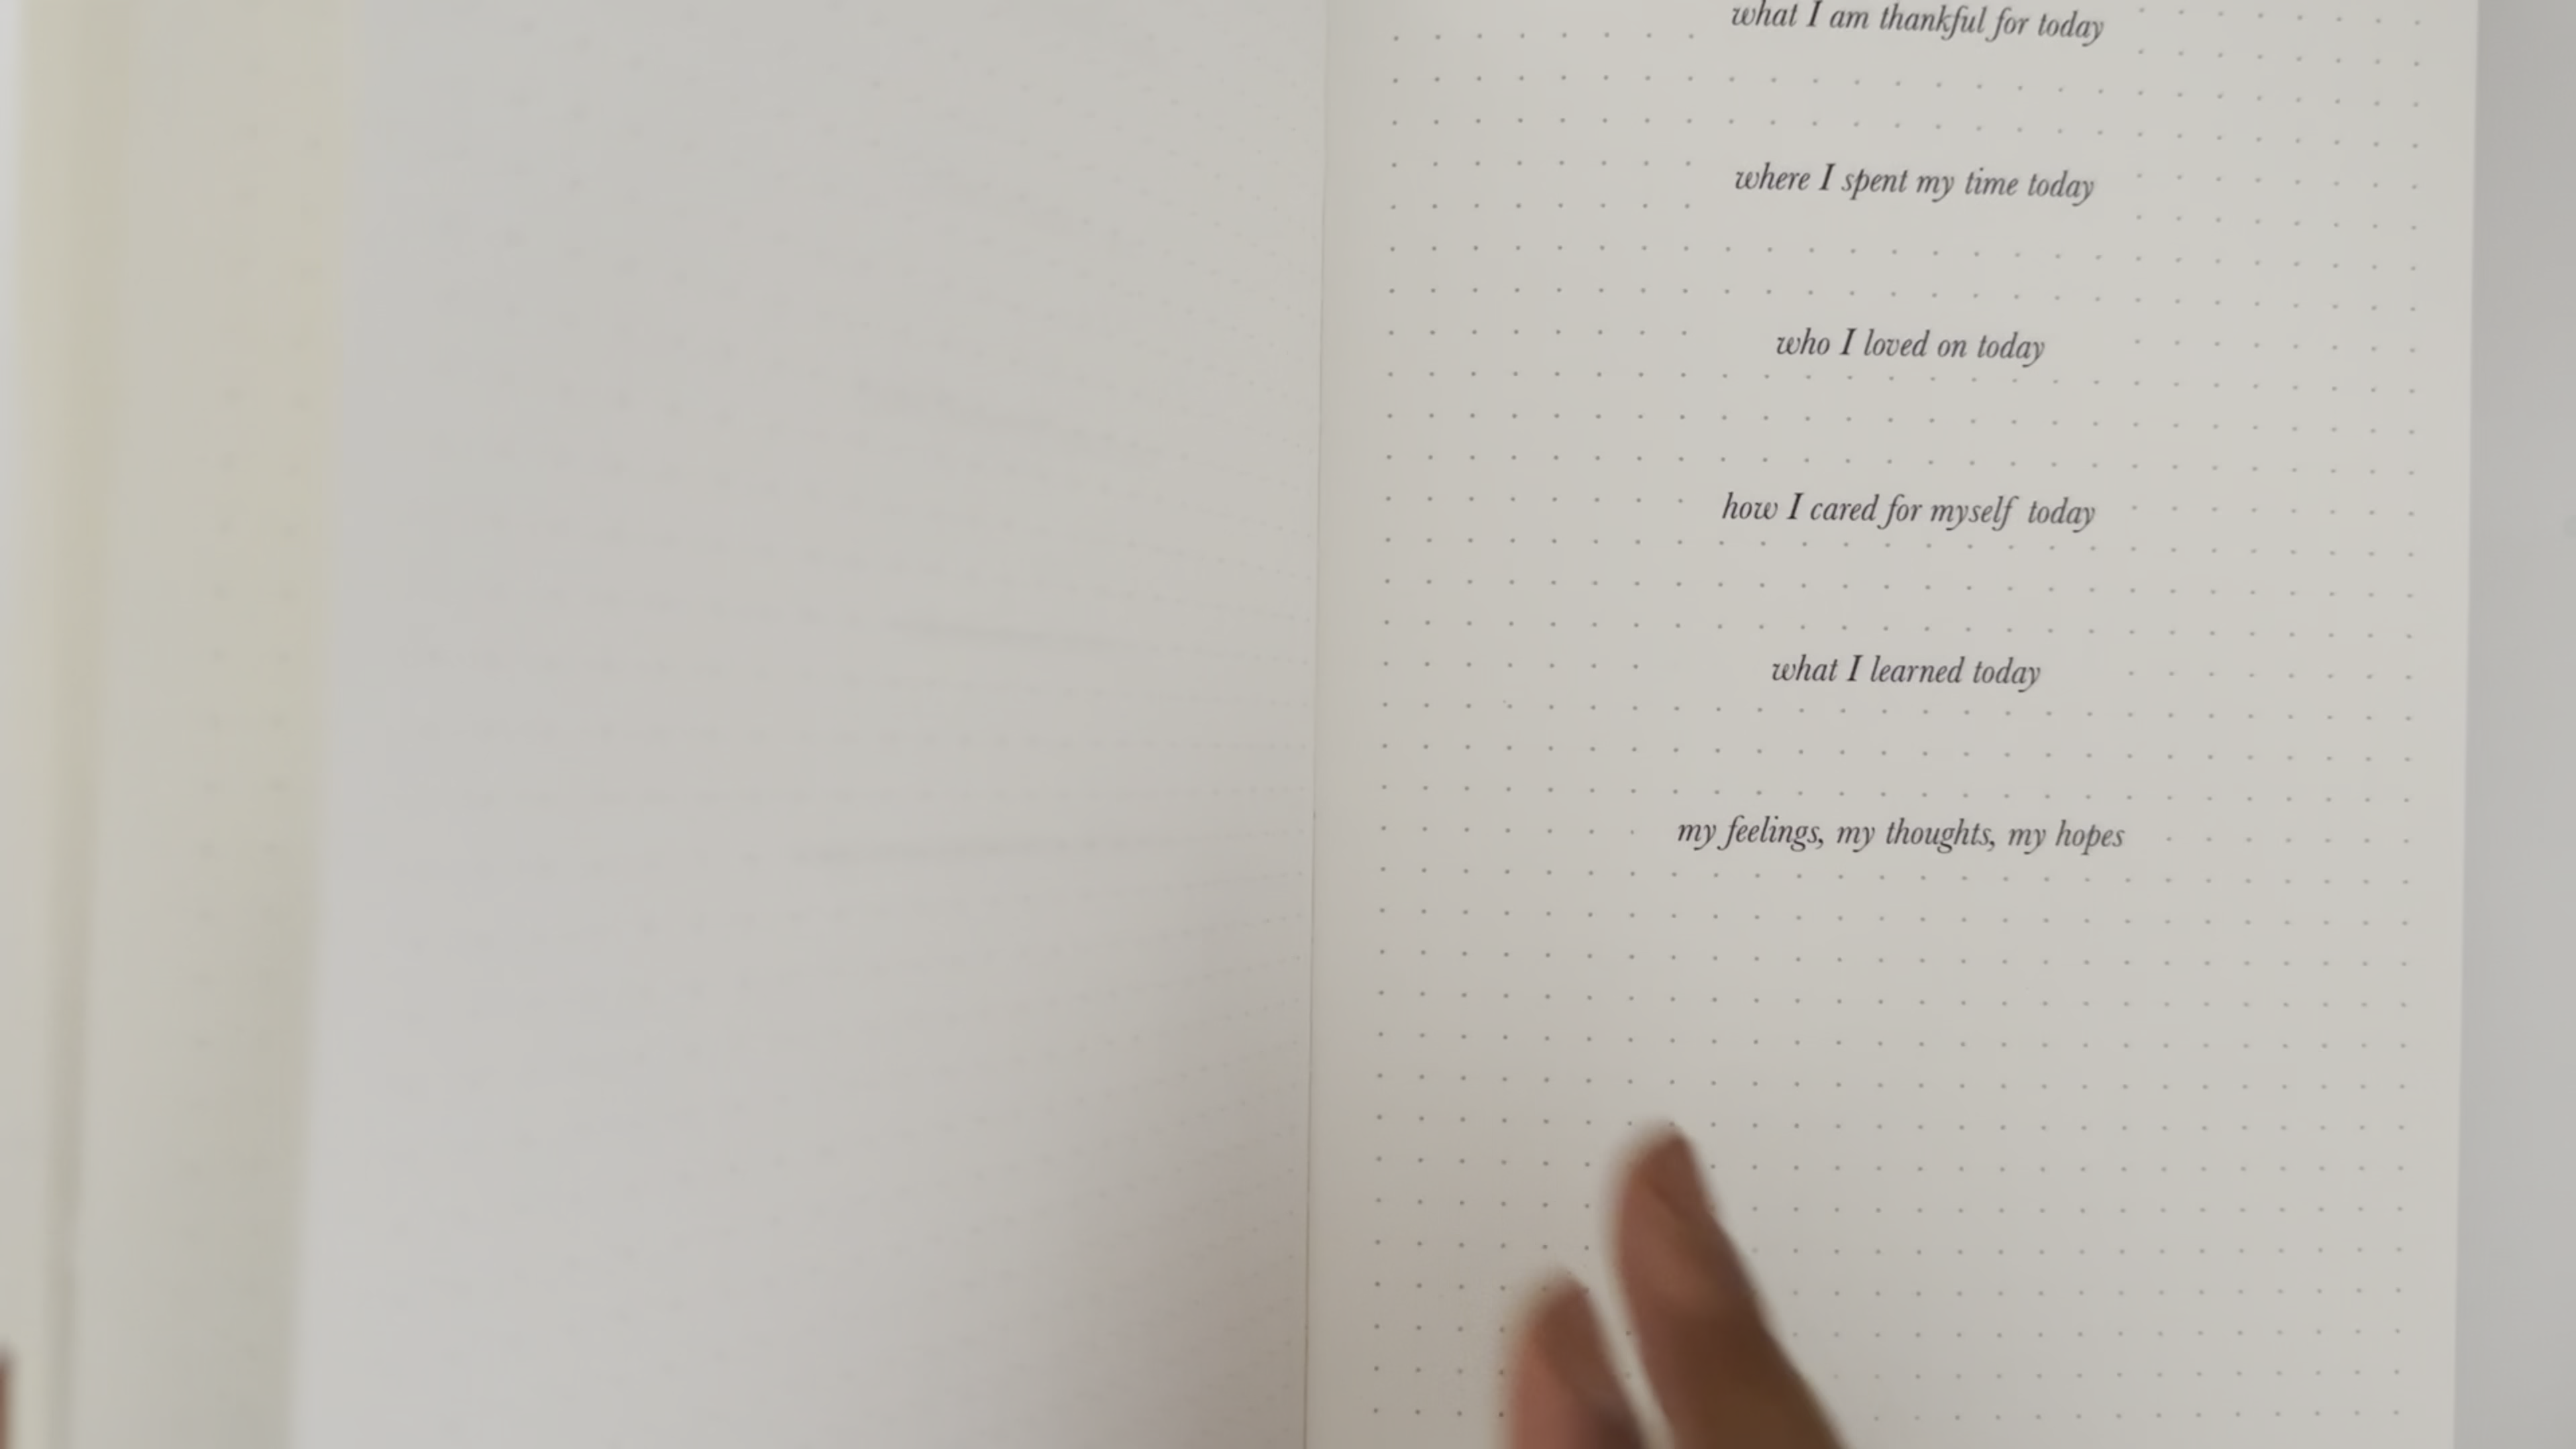 what I am thankful for today
where I spent my time today
who I loved on today
how I cared for myself today
what I learned today
my feelings, my thoughts, my hopes